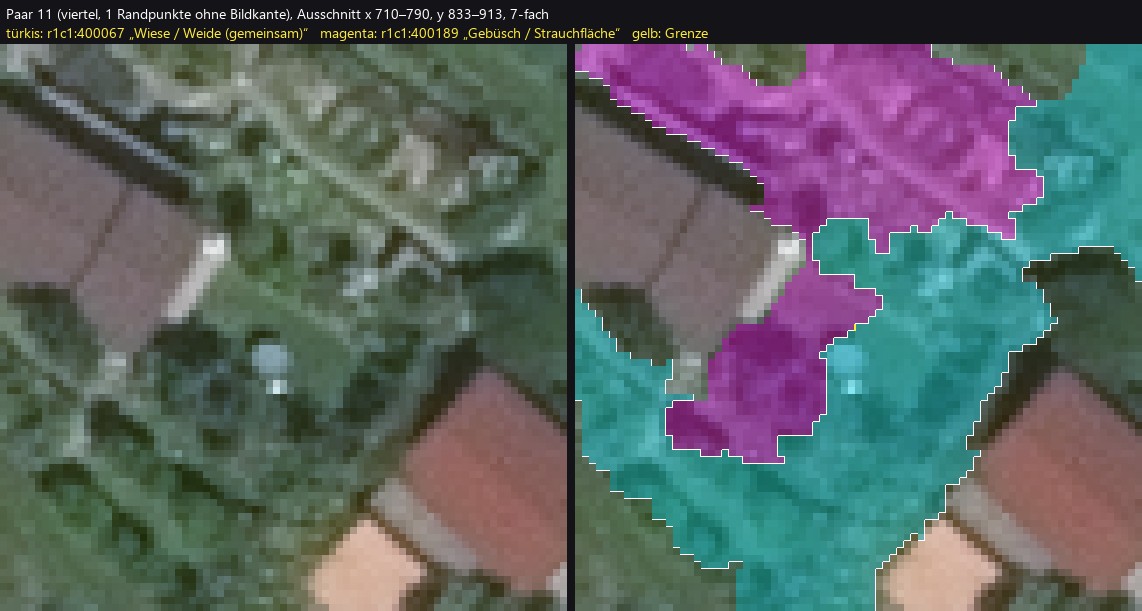 Paar 11 (viertel, 1 Randpunkte ohne Bildkante), Ausschnitt x 710–790, y 833–913, 7-fach
türkis: r1c1:400067 „Wiese / Weide (gemeinsam)“ magenta: r1c1:400189 „Gebüsch / Strauchfläche“ gelb: Grenze